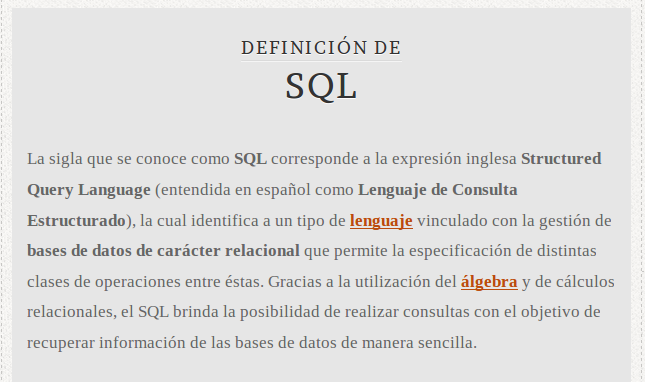 DEFINICIÓN DE
SQL
La sigla que se conoce como SQL corresponde a la expresión inglesa Structured
Query Language (entendida en español como Lenguaje de Consulta
Estructurado), la cual identifica a un tipo de lenguaje vinculado con la gestión de
bases de datos de carácter relacional que permite la especificación de distintas
clases de operaciones entre éstas. Gracias a la utilización del álgebra y de cálculos
relacionales, el SQL brinda la posibilidad de realizar consultas con el objetivo de
recuperar información de las bases de datos de manera sencilla.